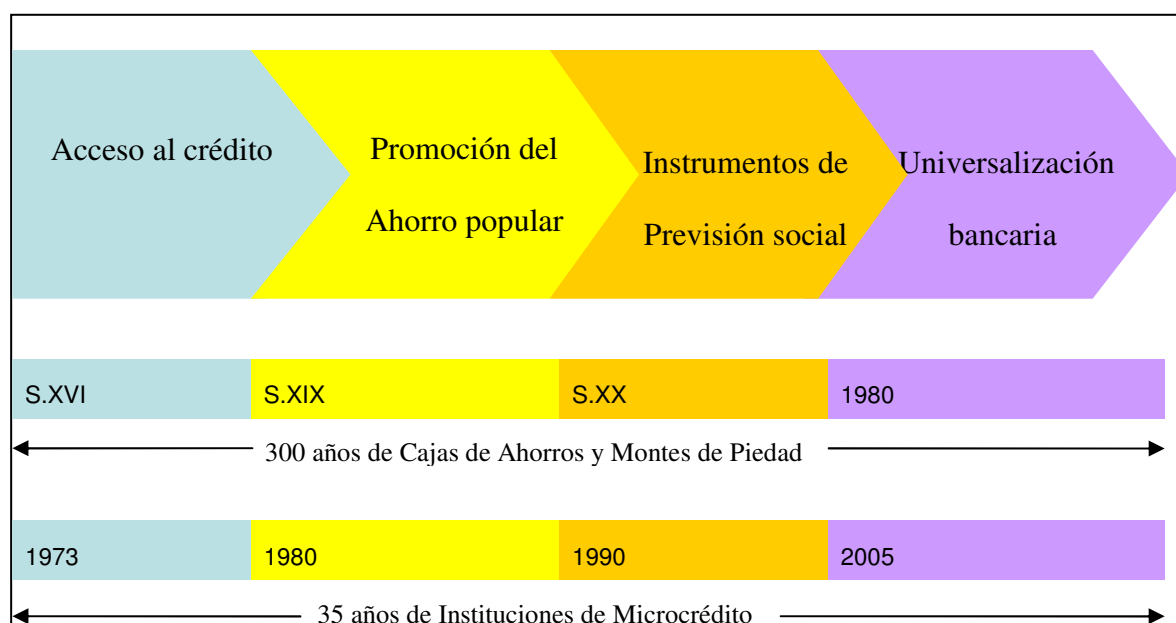 Acceso al crédito
Promoción del
Ahorro popular
Instrumentos de
Previsión social
Universalización
bancaria
S.XVI
S.XIX
S.XX
1980
300 años de Cajas de Ahorros y Montes de Piedad
1973
1980
1990
2005
35 años de Instituciones de Microcrédito